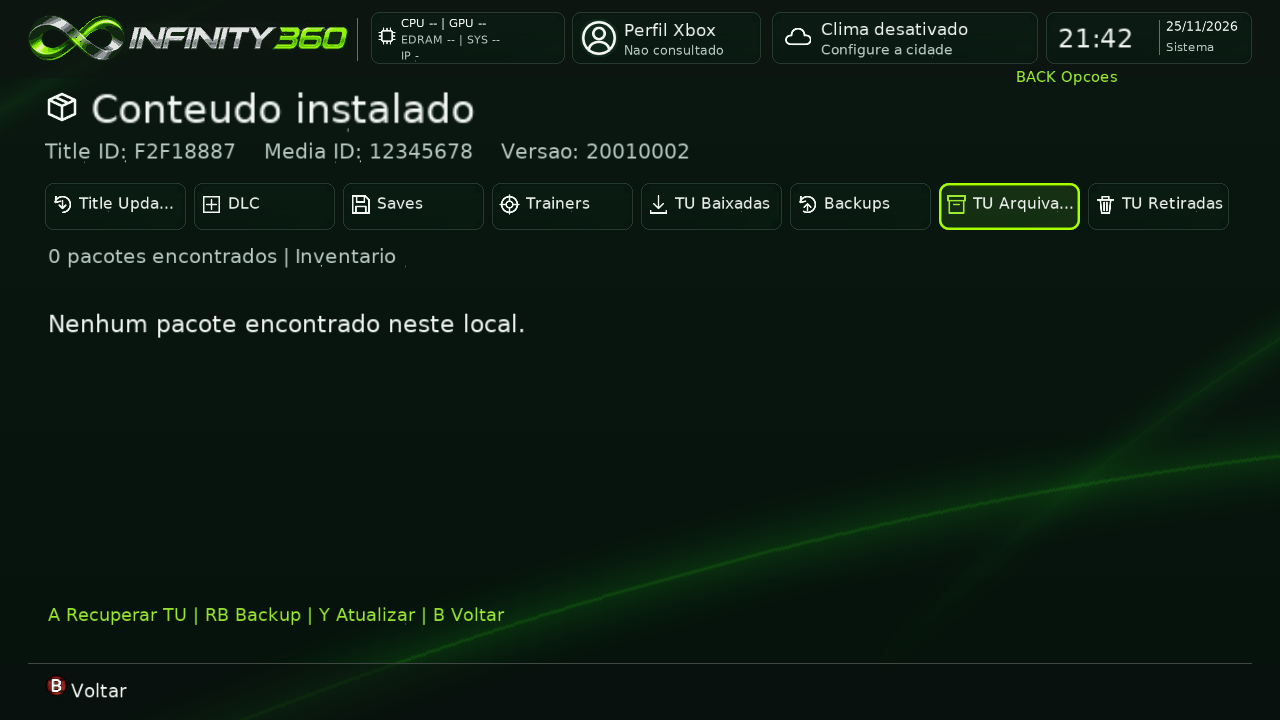 INFINITY 360
CPU -- | GPU --
EDRAM -- | SYS --
IP -
Perfil Xbox
Nao consultado
Clima desativado
Configure a cidade
21:42
25/11/2026
Sistema
BACK Opcoes
Conteudo instalado
Title ID: F2F18887 Media ID: 12345678 Versao: 20010002
Title Upda...
DLC
Saves
Trainers
TU Baixadas
Backups
TU Arquiva...
TU Retiradas
0 pacotes encontrados | Inventario
Nenhum pacote encontrado neste local.
A Recuperar TU | RB Backup | Y Atualizar | B Voltar
B Voltar